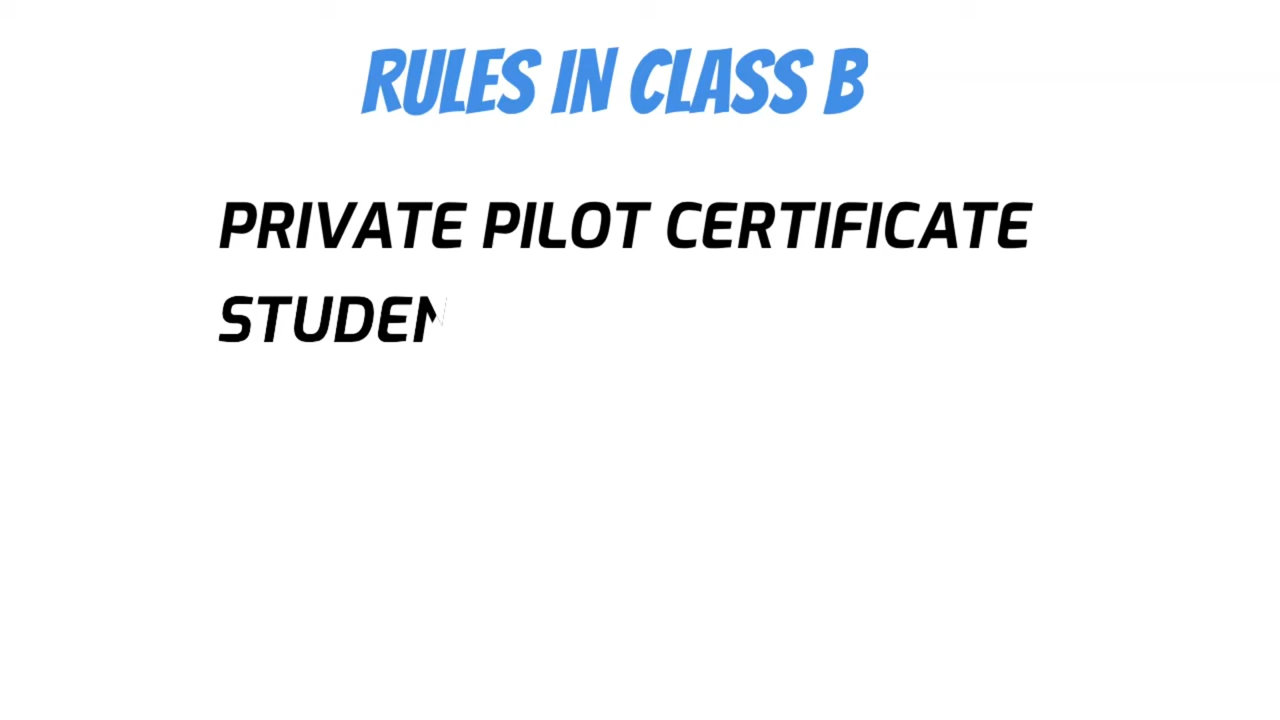 RULES IN CLASS B
PRIVATE PILOT CERTIFICATE
STUDEN